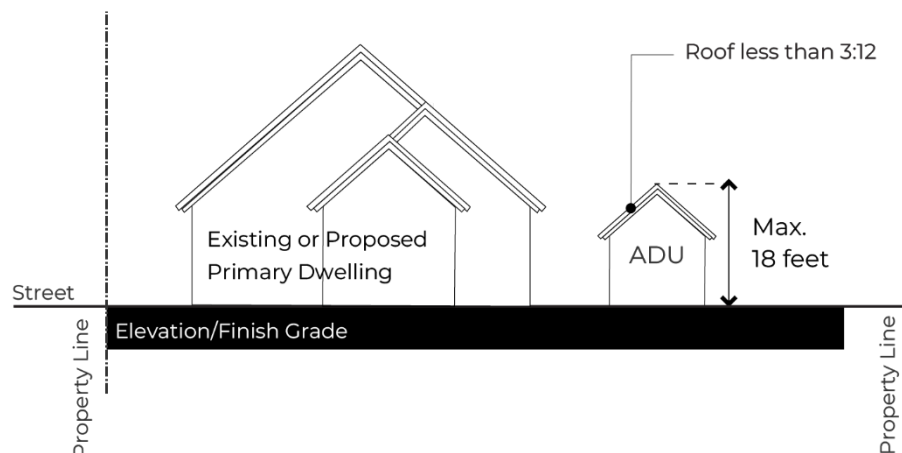 Roof less than 3:12
Existing or Proposed
Primary Dwelling
ADU
Max.
18 feet
Street
Elevation/Finish Grade
Property Line
Property Line